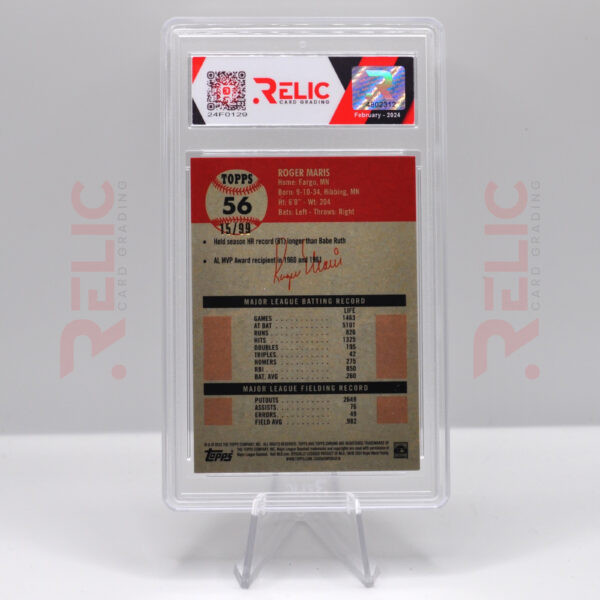 RELIC
CARD GRADING
24F0129
4802312
February - 2024
TOPPS
56
15/99
ROGER MARIS
Home: Fargo, MN
Born: 9-10-34, Hibbing, MN
Ht: 6'0" - Wt: 204
Bats: Left - Throws: Right
• Held season HR record (61) longer than Babe Ruth
• AL MVP Award recipient in 1960 and 1961
Roger Maris
MAJOR LEAGUE BATTING RECORD
LIFE
GAMES 1463
AT BAT 5101
RUNS 826
HITS 1325
DOUBLES 195
TRIPLES 42
HOMERS 275
RBI 850
BAT. AVG .260
MAJOR LEAGUE FIELDING RECORD
PUTOUTS 2649
ASSISTS 76
ERRORS 49
FIELD AVG .982
Topps
RELIC
CARD GRADING
RELIC
CARD GRADING